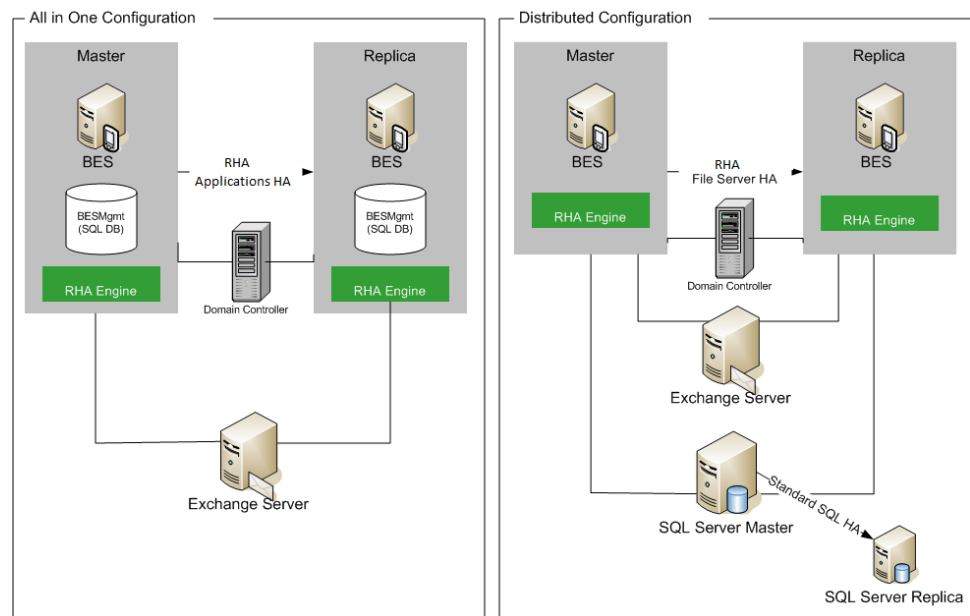 All in One Configuration
Master
Replica
BES
BES
RHA
Applications HA
BESMgmt
(SQL DB)
BESMgmt
(SQL DB)
RHA Engine
RHA Engine
Domain Controller
Exchange Server
Distributed Configuration
Master
Replica
BES
BES
RHA
File Server HA
RHA Engine
RHA Engine
Domain Controller
Exchange Server
SQL Server Master
Standard SQL HA
SQL Server Replica